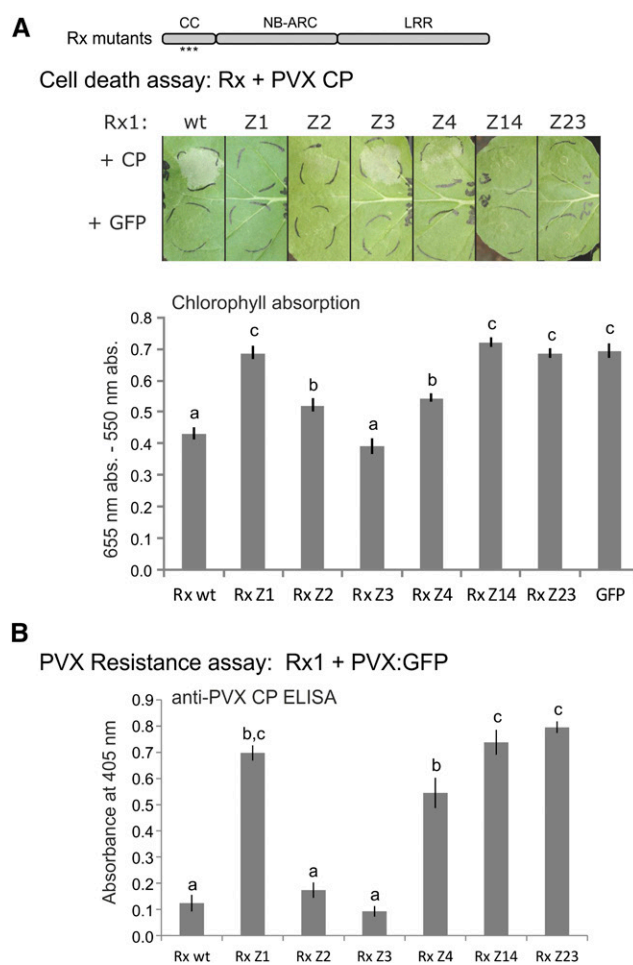 A
CC NB-ARC LRR
Rx mutants
***
Cell death assay: Rx + PVX CP
Rx1: wt Z1 Z2 Z3 Z4 Z14 Z23
+ CP
+ GFP
Chlorophyll absorption
655 nm abs. - 550 nm abs.
0.8
0.7
0.6
0.5
0.4
0.3
0.2
0.1
0.0
a c b a b c c c
Rx wt Rx Z1 Rx Z2 Rx Z3 Rx Z4 Rx Z14 Rx Z23 GFP
B
PVX Resistance assay: Rx1 + PVX:GFP
anti-PVX CP ELISA
Absorbance at 405 nm
0.9
0.8
0.7
0.6
0.5
0.4
0.3
0.2
0.1
0.0
a b,c a a b c c
Rx wt Rx Z1 Rx Z2 Rx Z3 Rx Z4 Rx Z14 Rx Z23